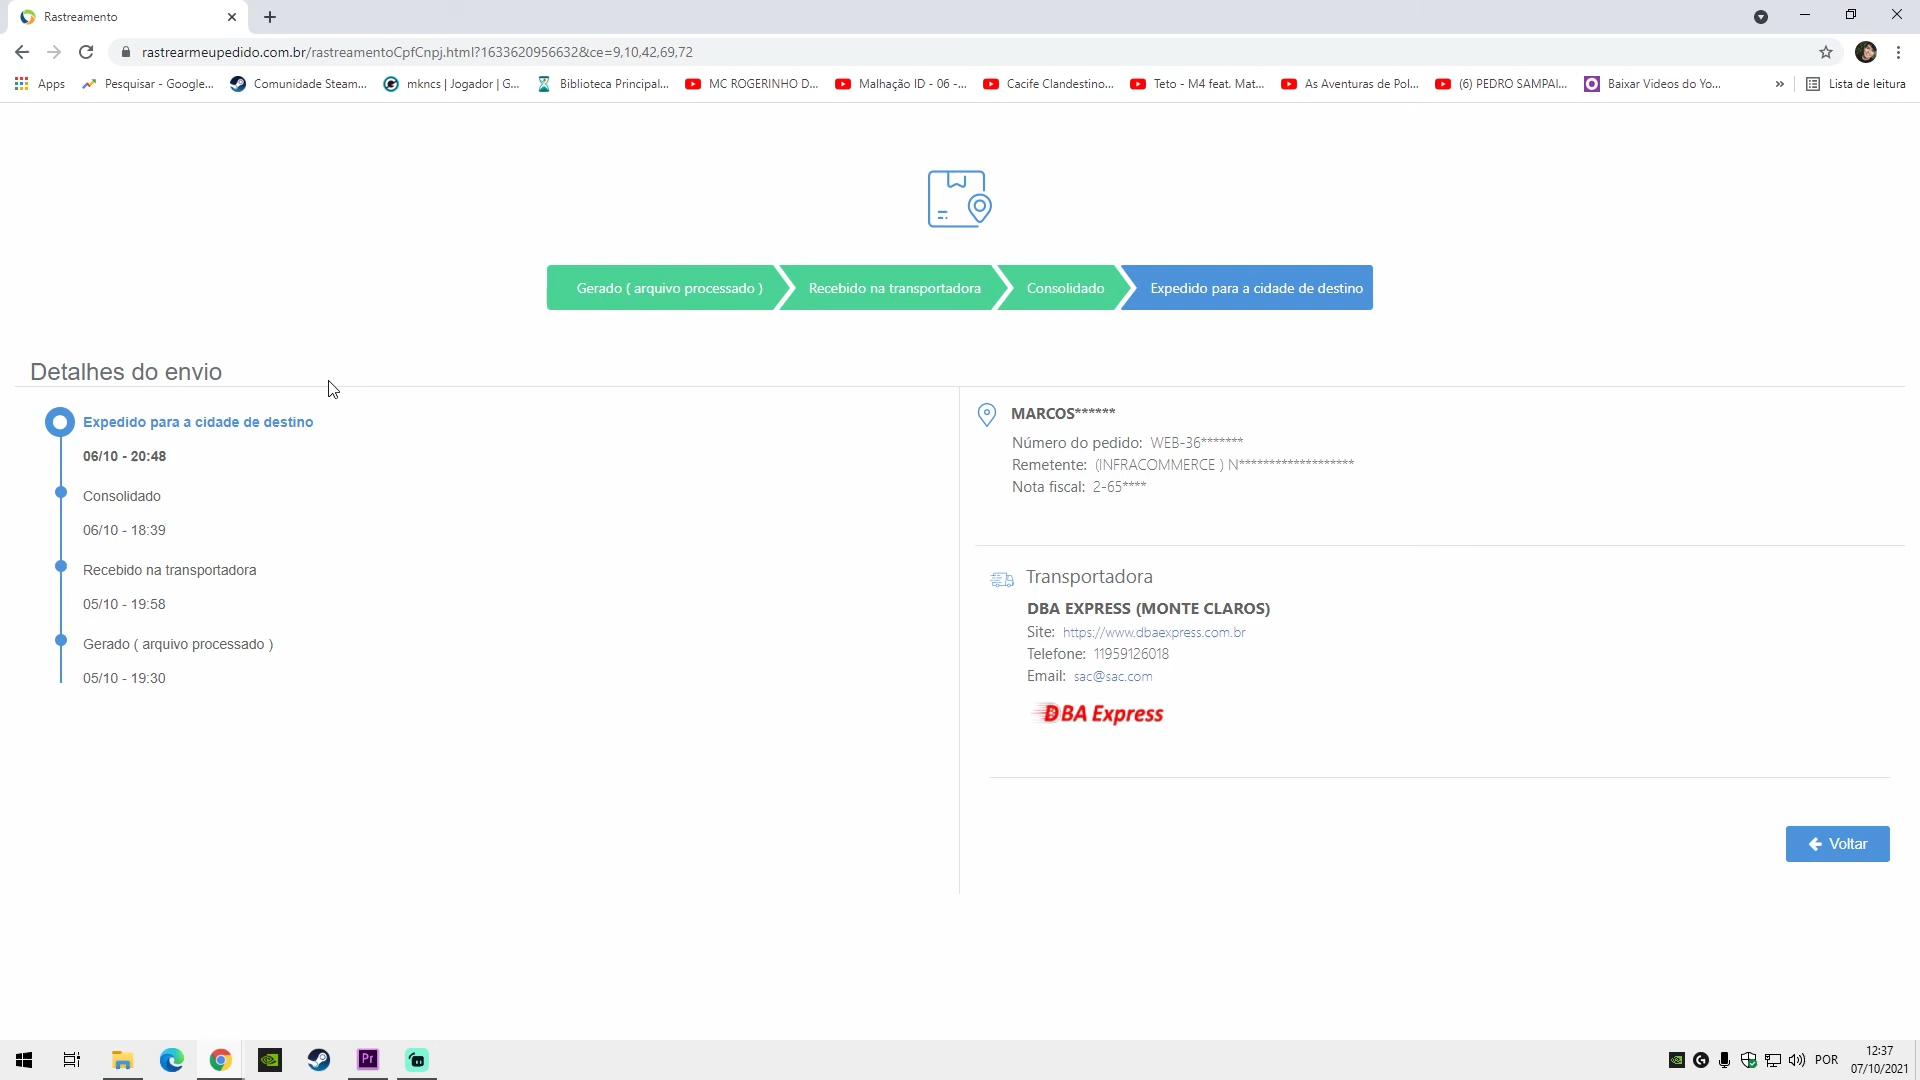 Rastreamento
rastrearmeupedido.com.br/rastreamentoCpfCnpj.html?1633620956632&ce=9,10,42,69,72
Apps Pesquisar - Google... Comunidade Steam... mkncs | Jogador | G... Biblioteca Principal... MC ROGERINHO D... Malhação ID - 06 -... Cacife Clandestino... Teto - M4 feat. Mat... As Aventuras de Pol... (6) PEDRO SAMPAI... Baixar Videos do Yo... » Lista de leitura
Gerado ( arquivo processado ) Recebido na transportadora Consolidado Expedido para a cidade de destino
Detalhes do envio
Expedido para a cidade de destino
06/10 - 20:48
Consolidado
06/10 - 18:39
Recebido na transportadora
05/10 - 19:58
Gerado ( arquivo processado )
05/10 - 19:30
MARCOS******
Número do pedido: WEB-36*******
Remetente: (INFRACOMMERCE ) N*******************
Nota fiscal: 2-65****
Transportadora
DBA EXPRESS (MONTE CLAROS)
Site: https://www.dbaexpress.com.br
Telefone: 11959126018
Email: sac@sac.com
DBA Express
Voltar
Pr
POR
12:37
07/10/2021